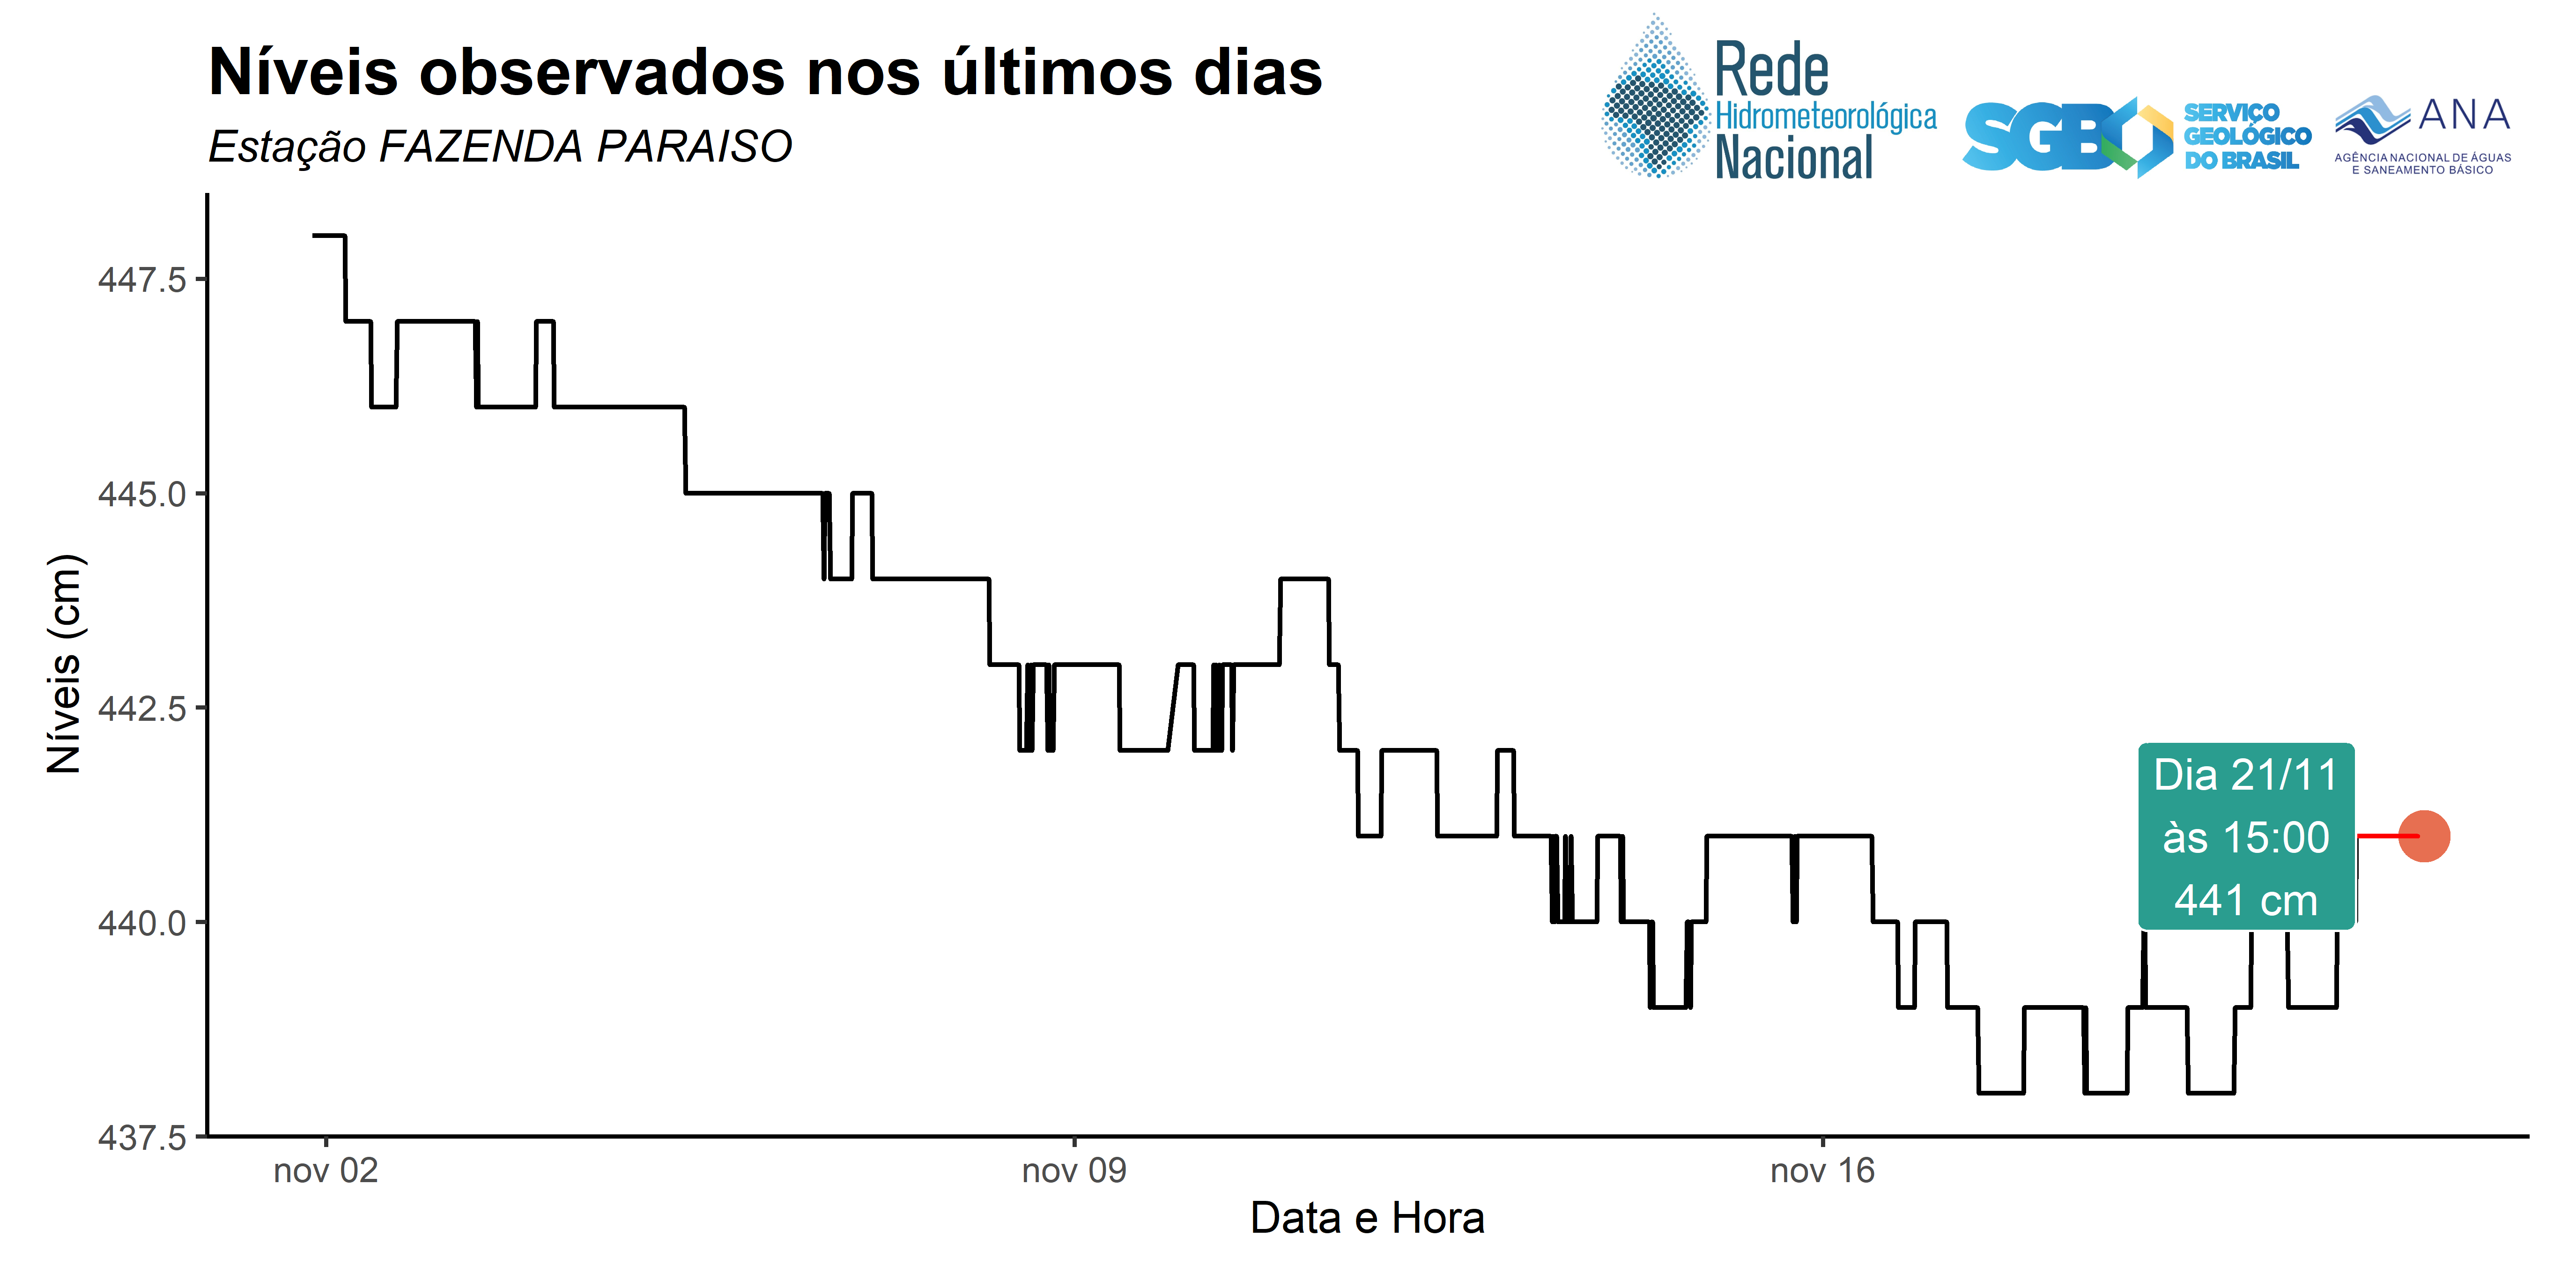 Níveis observados nos últimos dias
Estação FAZENDA PARAISO
Rede
Hidrometeorológica
Nacional
SGB
SERVIÇO
GEOLÓGICO
DO BRASIL
ANA
AGÊNCIA NACIONAL DE ÁGUAS
E SANEAMENTO BÁSICO
Níveis (cm)
447.5
445.0
442.5
440.0
437.5
Dia 21/11
às 15:00
441 cm
nov 02
nov 09
nov 16
Data e Hora